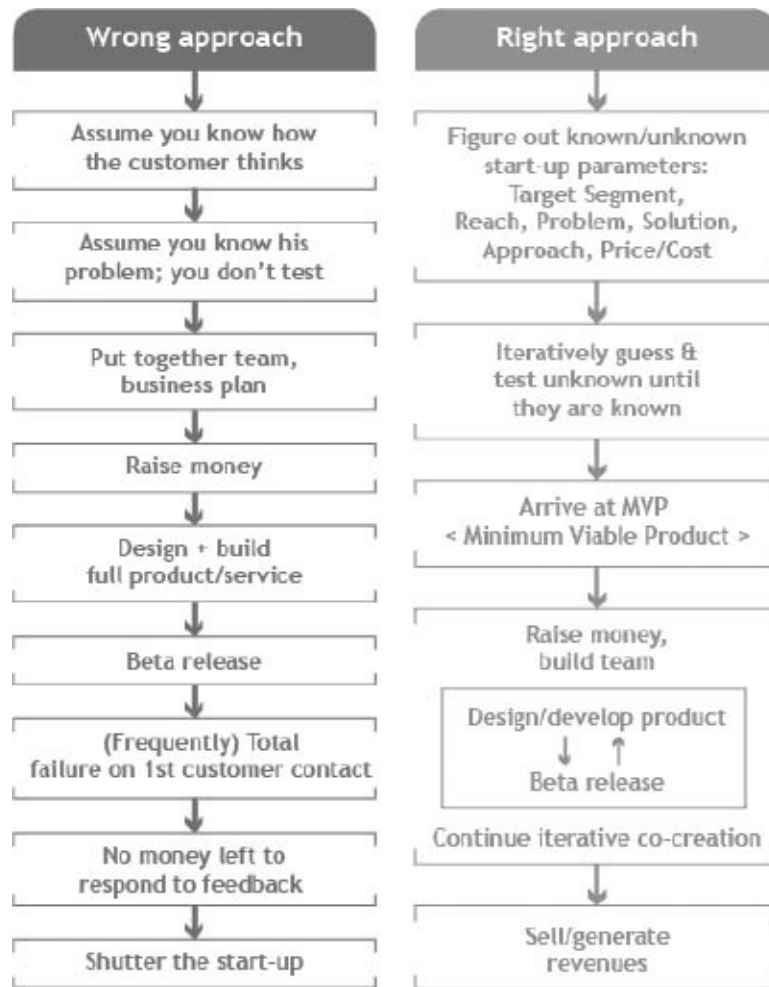 Wrong approach
Assume you know how
the customer thinks
Assume you know his
problem; you don't test
Put together team,
business plan
Raise money
Design + build
full product/service
Beta release
(Frequently) Total
failure on 1st customer contact
No money left to
respond to feedback
Shutter the start-up
Right approach
Figure out known/unknown
start-up parameters:
Target Segment,
Reach, Problem, Solution,
Approach, Price/Cost
Iteratively guess &
test unknown until
they are known
Arrive at MVP
< Minimum Viable Product >
Raise money,
build team
Design/develop product
Beta release
Continue iterative co-creation
Sell/generate
revenues